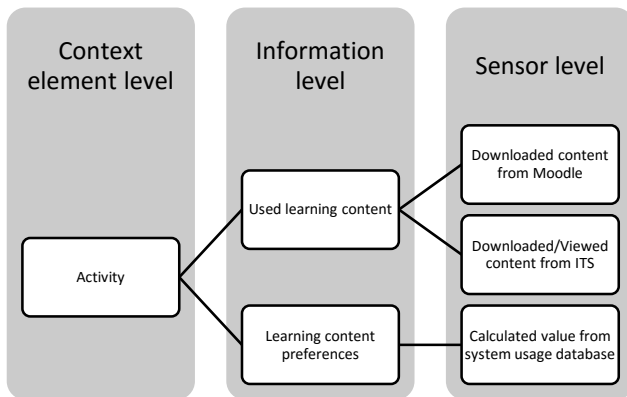 Context
element level
Information
level
Sensor level
Activity
Used learning content
Learning content
preferences
Downloaded content
from Moodle
Downloaded/Viewed
content from ITS
Calculated value from
system usage database